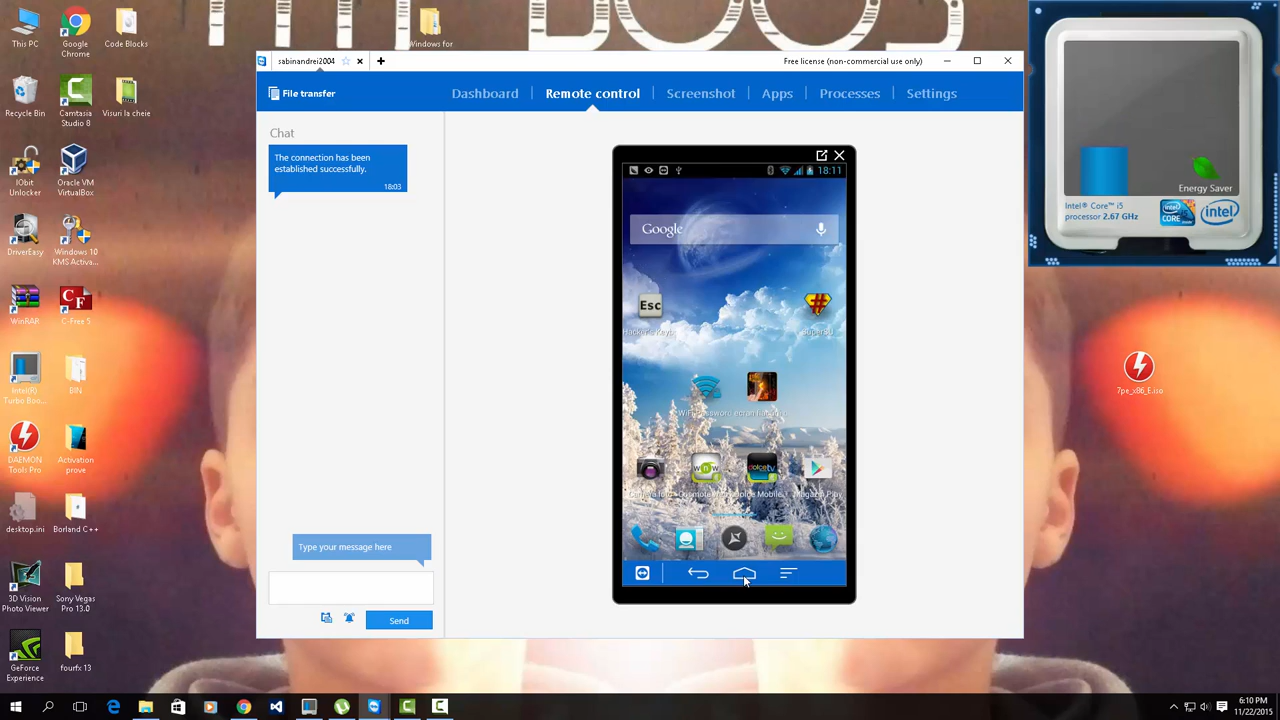 This PC
Google
Chrome
Code Blocks
Windows for
Recycle Bin
Camtasia
Studio 8
Visuri la cheie
IObit
Unlocker
Oracle VM
VirtualBox
DriverEasy
Windows 10
KMS Activa...
WinRAR
C-Free 5
Intel(R)
Turbo Boo...
BIN
DAEMON
Tools Pro
Activation
prove
desktop.ini
Borland C++
3D Vision
Photo Viewer
Sony Vegas
Pro 13.0
GeForce
Experience
fourfx 13
sabinandrei2004
Free license (non-commercial use only)
File transfer
Dashboard
Remote control
Screenshot
Apps
Processes
Settings
Chat
The connection has been
established successfully.
18:03
Type your message here
Send
18:11
Google
Esc
Energy Saver
Intel® Core™ i5
processor 2.67 GHz
intel
CORE
intel
7pe_x86_E.iso
6:10 PM
11/22/2015